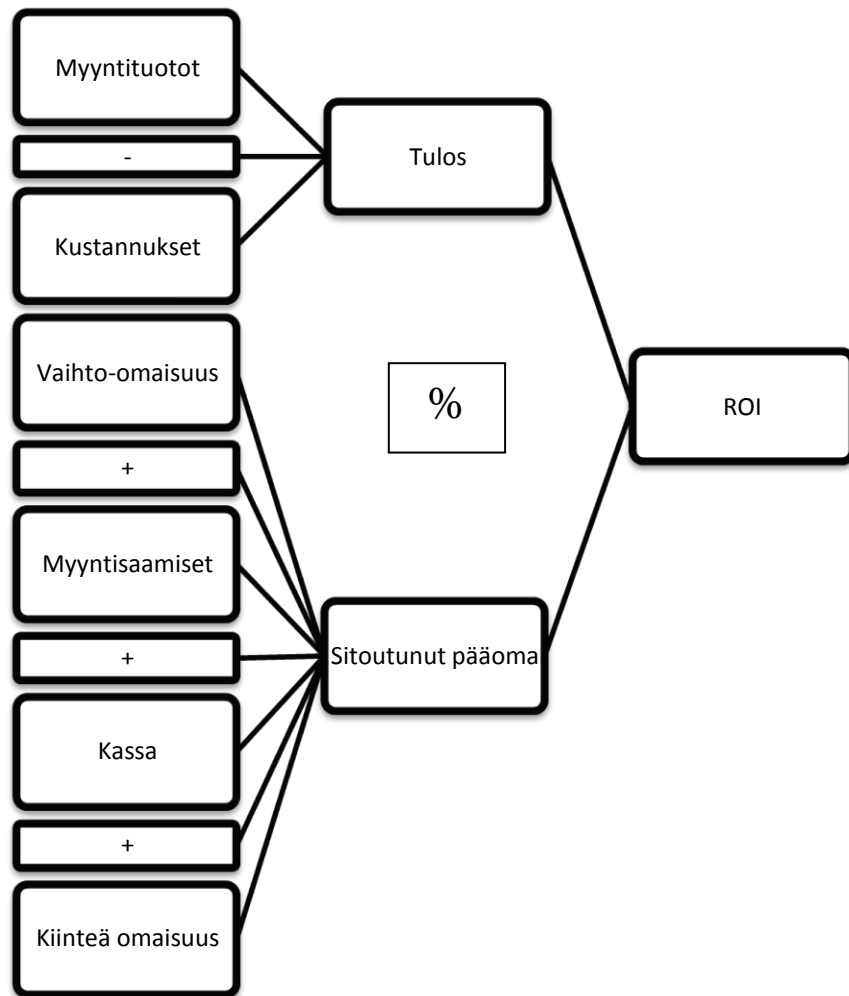 Myyntituotot
-
Kustannukset
Tulos
Vaihto-omaisuus
+
Myyntisaamiset
+
Kassa
+
Kiinteä omaisuus
Sitoutunut pääoma
%
ROI